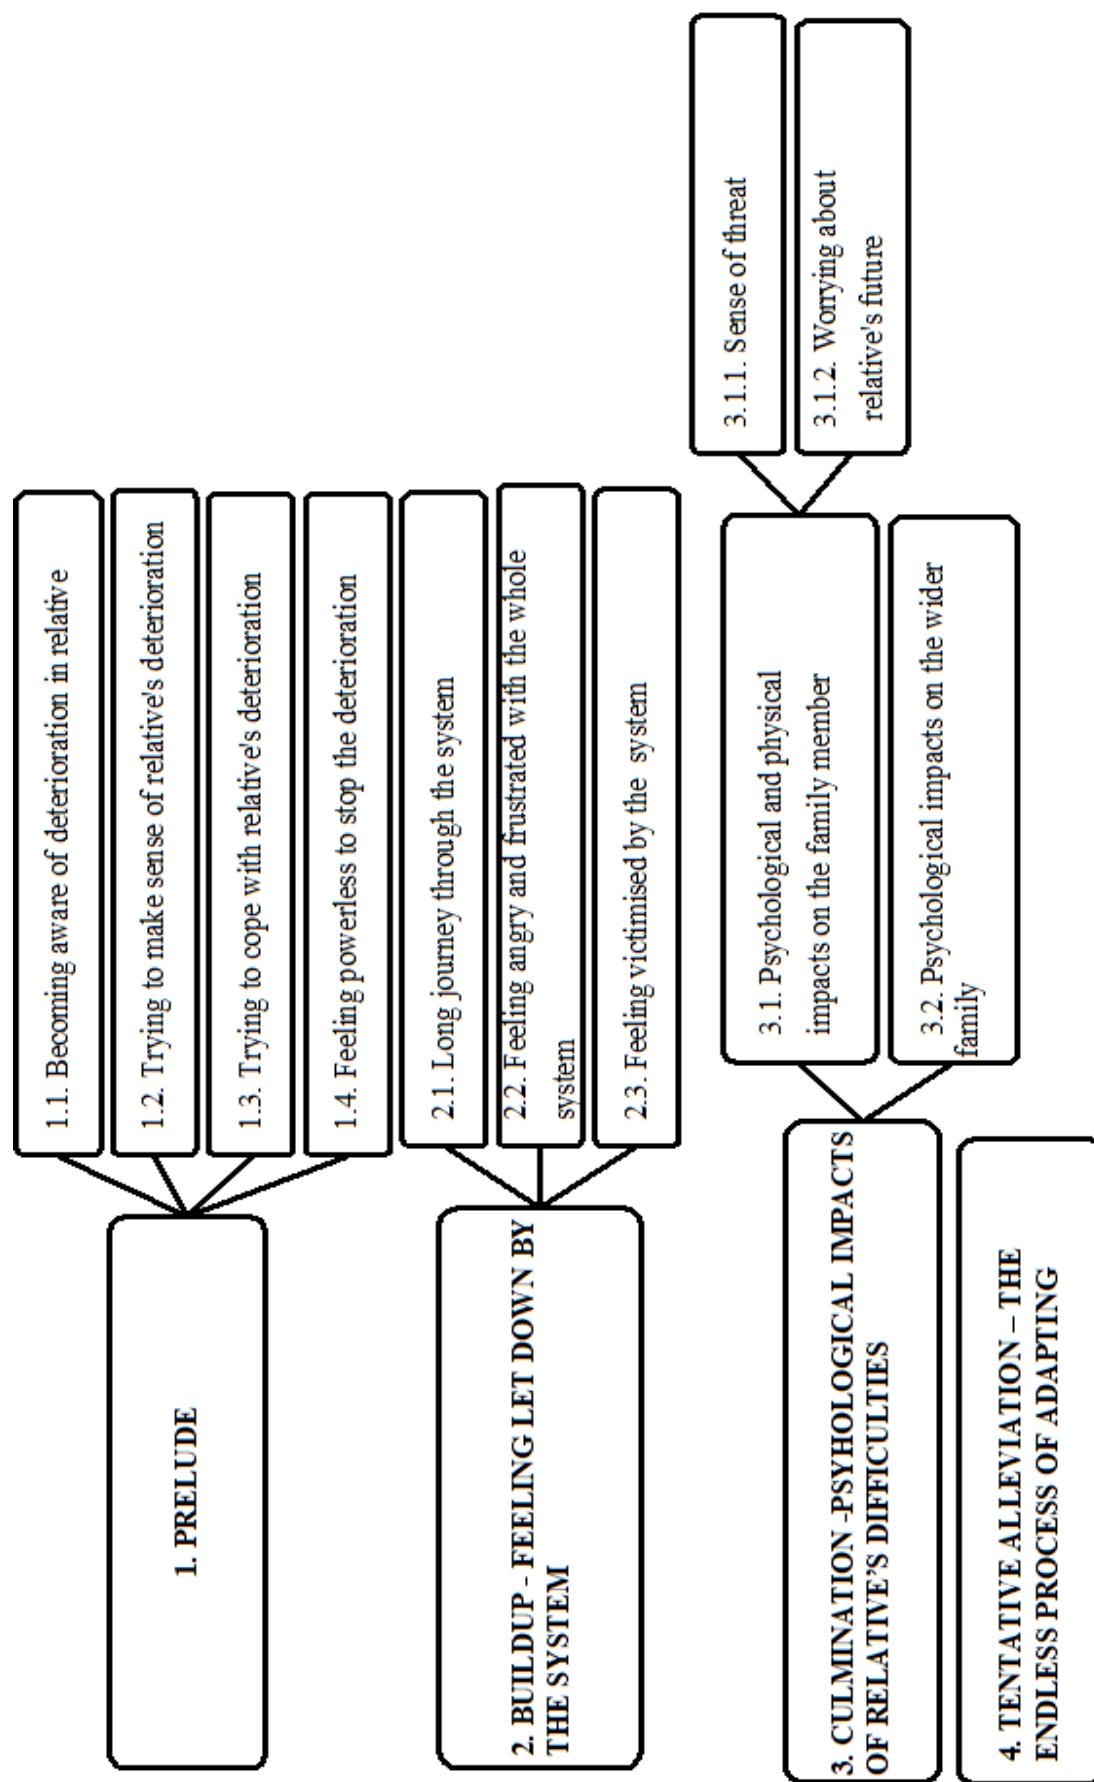 1. PRELUDE
1.1. Becoming aware of deterioration in relative
1.2. Trying to make sense of relative's deterioration
1.3. Trying to cope with relative's deterioration
1.4. Feeling powerless to stop the deterioration
2. BUILDUP - FEELING LET DOWN BY
THE SYSTEM
2.1. Long journey through the system
2.2. Feeling angry and frustrated with the whole
system
2.3. Feeling victimised by the system
3. CULMINATION -PSYHOLOGICAL IMPACTS
OF RELATIVE’S DIFFICULTIES
3.1. Psychological and physical
impacts on the family member
3.1.1. Sense of threat
3.1.2. Worrying about
relative's future
3.2. Psychological impacts on the wider
family
4. TENTATIVE ALLEVIATION – THE
ENDLESS PROCESS OF ADAPTING